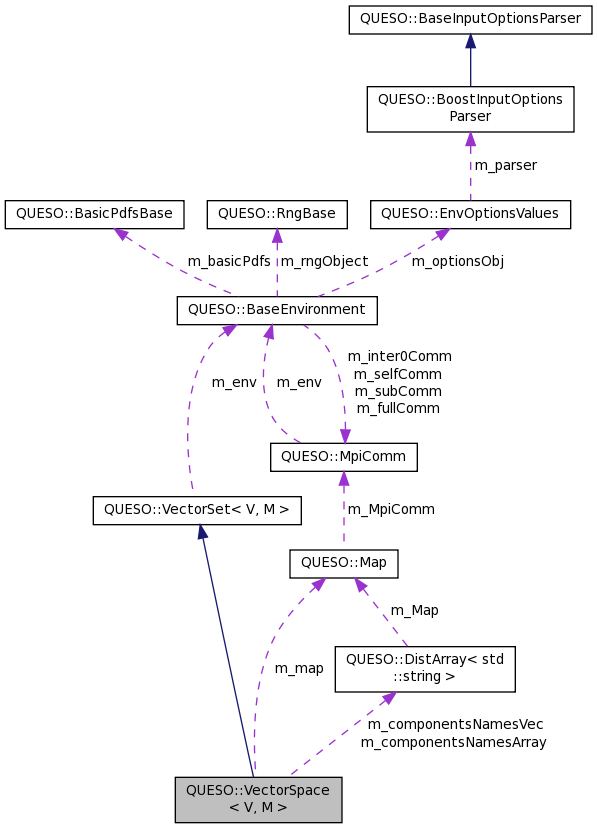 QUESO::BaseInputOptionsParser
QUESO::BoostInputOptions
Parser
m_parser
QUESO::BasicPdfsBase
QUESO::RngBase
QUESO::EnvOptionsValues
m_basicPdfs
m_rngObject
m_optionsObj
QUESO::BaseEnvironment
m_inter0Comm
m_selfComm
m_subComm
m_fullComm
m_env
m_env
QUESO::MpiComm
QUESO::VectorSet< V, M >
m_MpiComm
QUESO::Map
m_Map
QUESO::DistArray< std
::string >
m_map
m_componentsNamesVec
m_componentsNamesArray
QUESO::VectorSpace
< V, M >